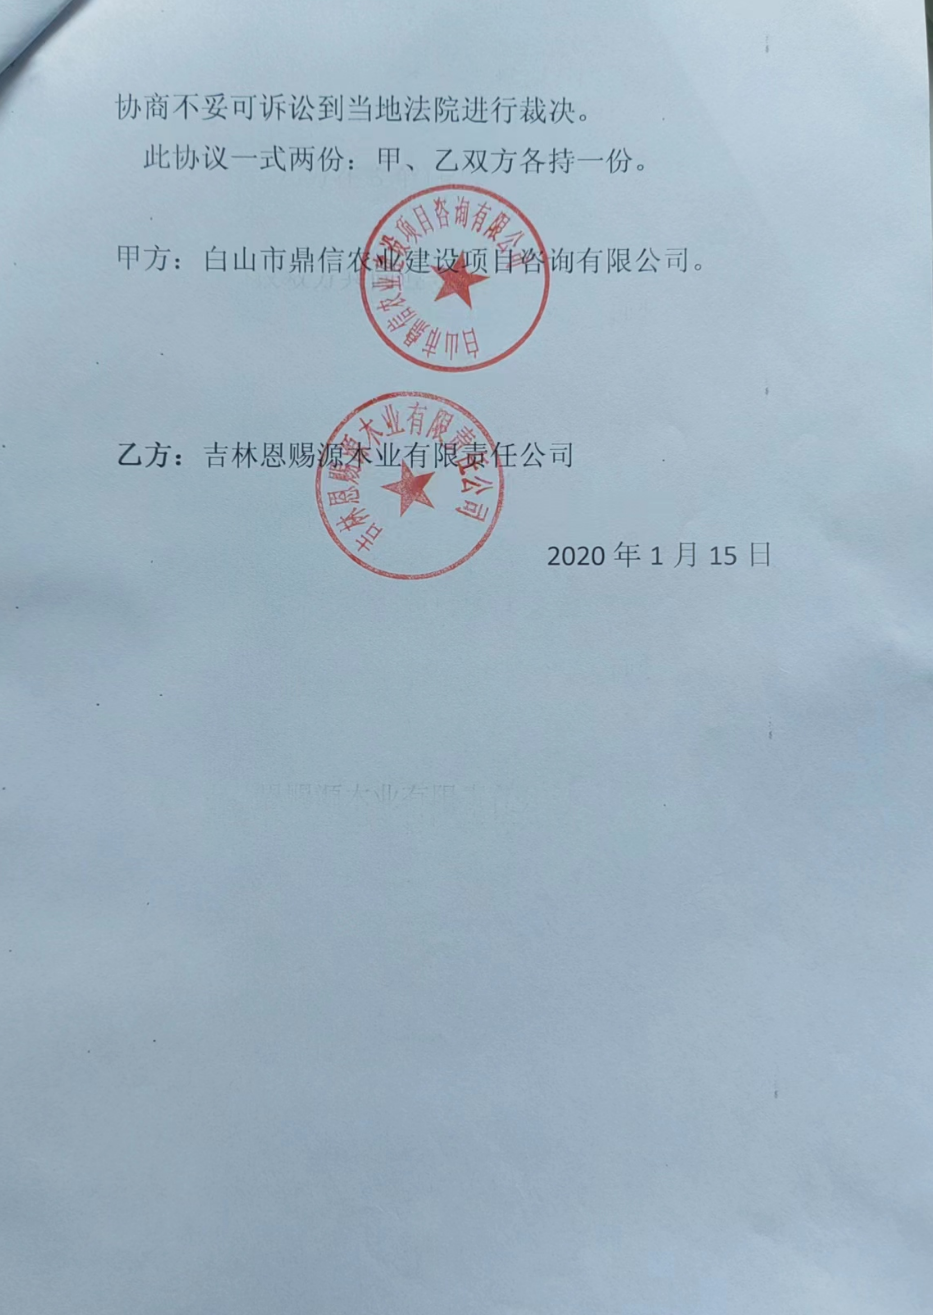 协商不妥可诉讼到当地法院进行裁决。
此协议一式两份：甲、乙双方各持一份。
甲方：白山市鼎信农业建设项目咨询有限公司。
白山市鼎信农业建设项目咨询有限公司
乙方：吉林恩赐源木业有限责任公司
吉林恩赐源木业有限责任公司
2020 年 1 月 15 日